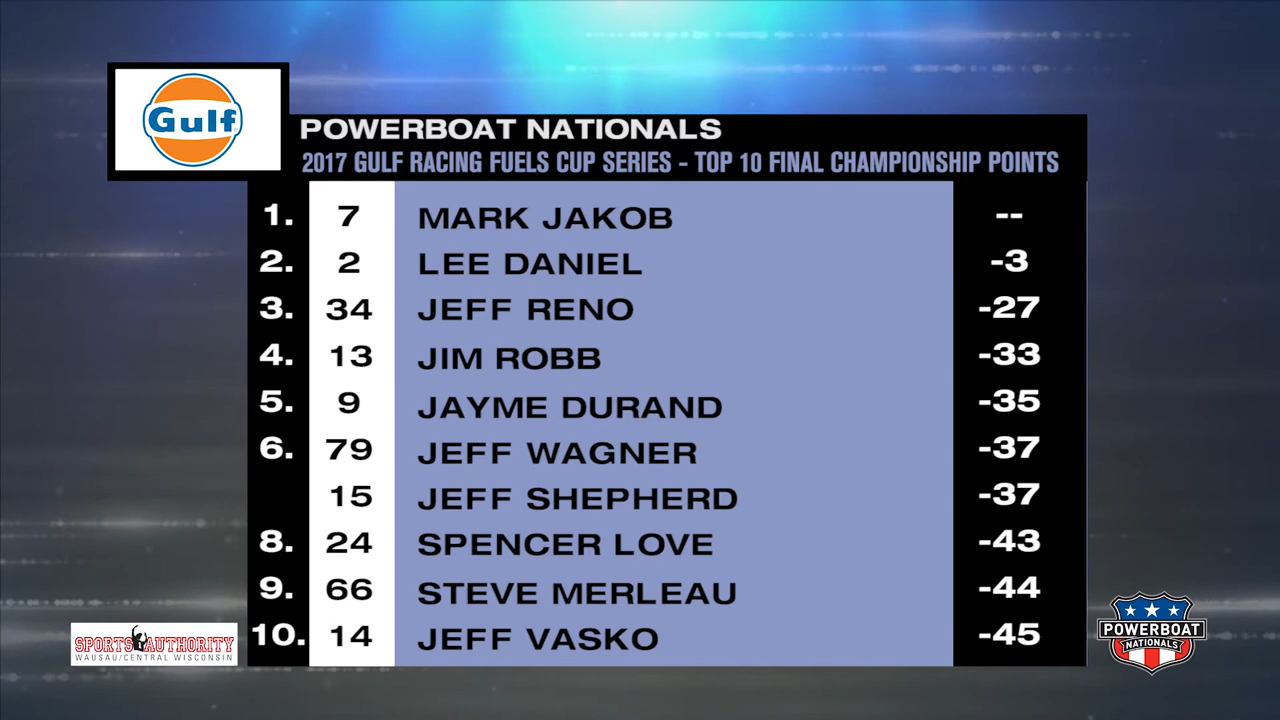 Gulf
POWERBOAT NATIONALS
2017 GULF RACING FUELS CUP SERIES - TOP 10 FINAL CHAMPIONSHIP POINTS
1. 7 MARK JAKOB --
2. 2 LEE DANIEL -3
3. 34 JEFF RENO -27
4. 13 JIM ROBB -33
5. 9 JAYME DURAND -35
6. 79 JEFF WAGNER -37
15 JEFF SHEPHERD -37
8. 24 SPENCER LOVE -43
9. 66 STEVE MERLEAU -44
10. 14 JEFF VASKO -45
SPORTS AUTHORITY
WAUSAU/CENTRAL WISCONSIN
POWERBOAT
NATIONALS